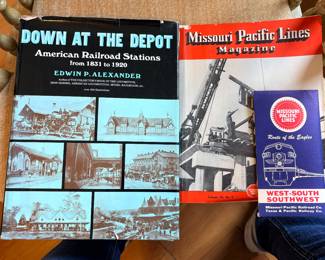 DOWN AT THE DEPOT
American Railroad Stations
from 1831 to 1920
EDWIN P. ALEXANDER
Missouri Pacific Lines
Magazine
MISSOURI
PACIFIC
LINES
Route of the Eagles
WEST-SOUTH
SOUTHWEST
Missouri Pacific Railroad Co.
Texas & Pacific Railway Co.